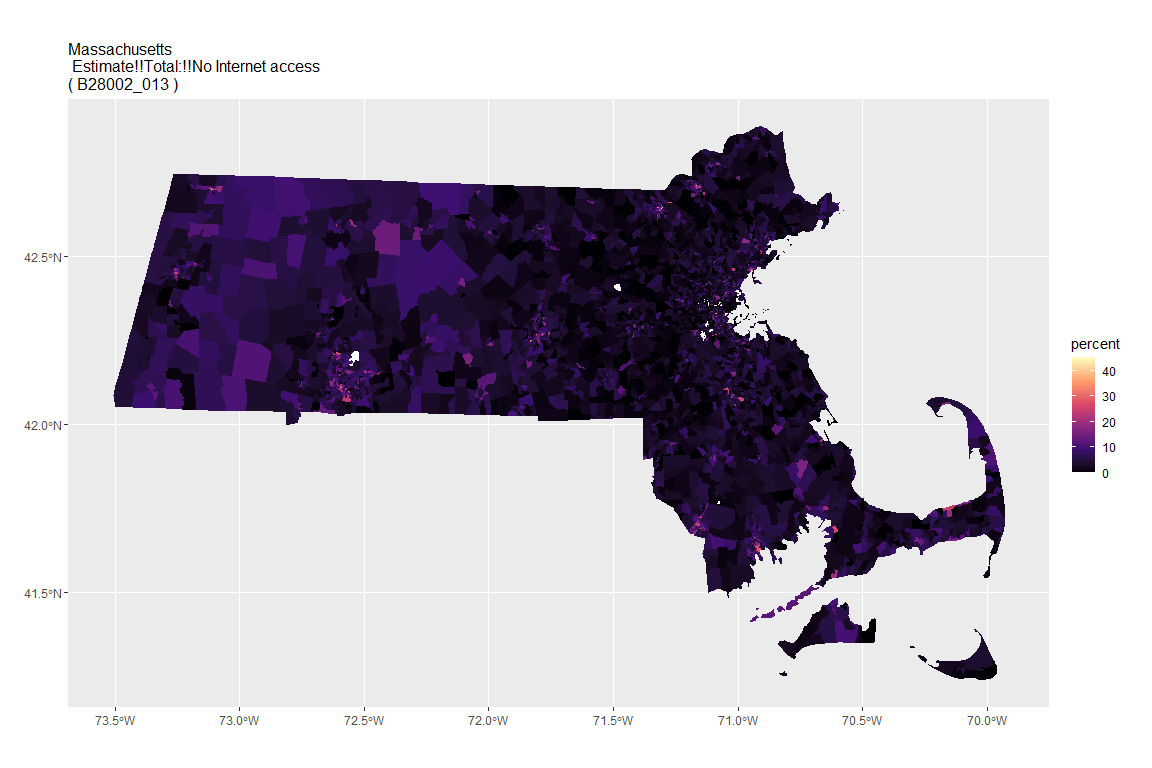 Massachusetts
Estimate!!Total:!!No Internet access
( B28002_013 )
42.5°N
42.0°N
41.5°N
73.5°W
73.0°W
72.5°W
72.0°W
71.5°W
71.0°W
70.5°W
70.0°W
percent
40
30
20
10
0